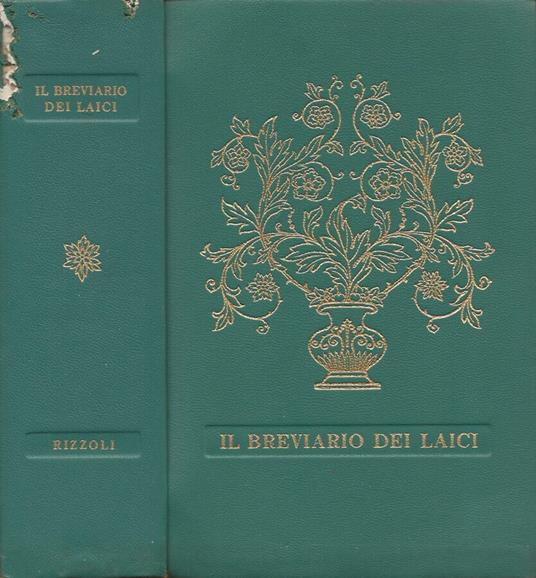 IL BREVIARIO
DEI LAICI
RIZZOLI
IL BREVIARIO DEI LAICI